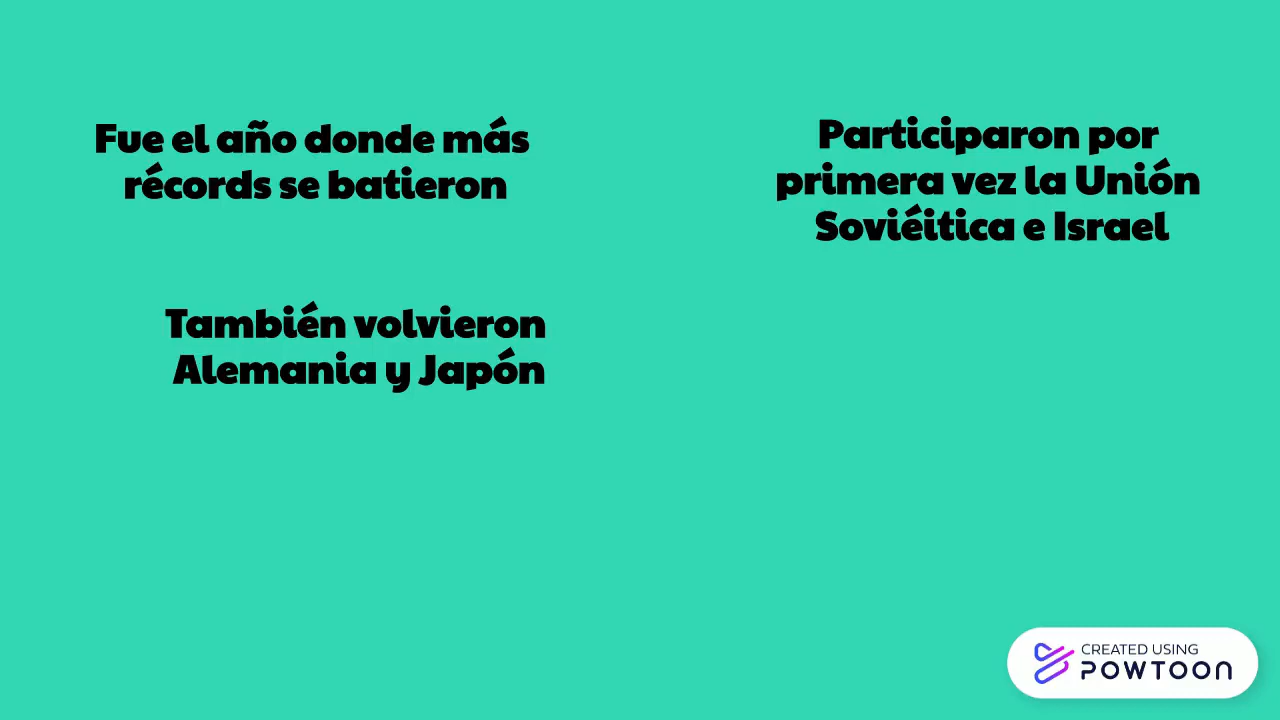 Fue el año donde más
récords se batieron
Participaron por
primera vez la Unión
Soviéitica e Israel
También volvieron
Alemania y Japón
CREATED USING
POWTOON